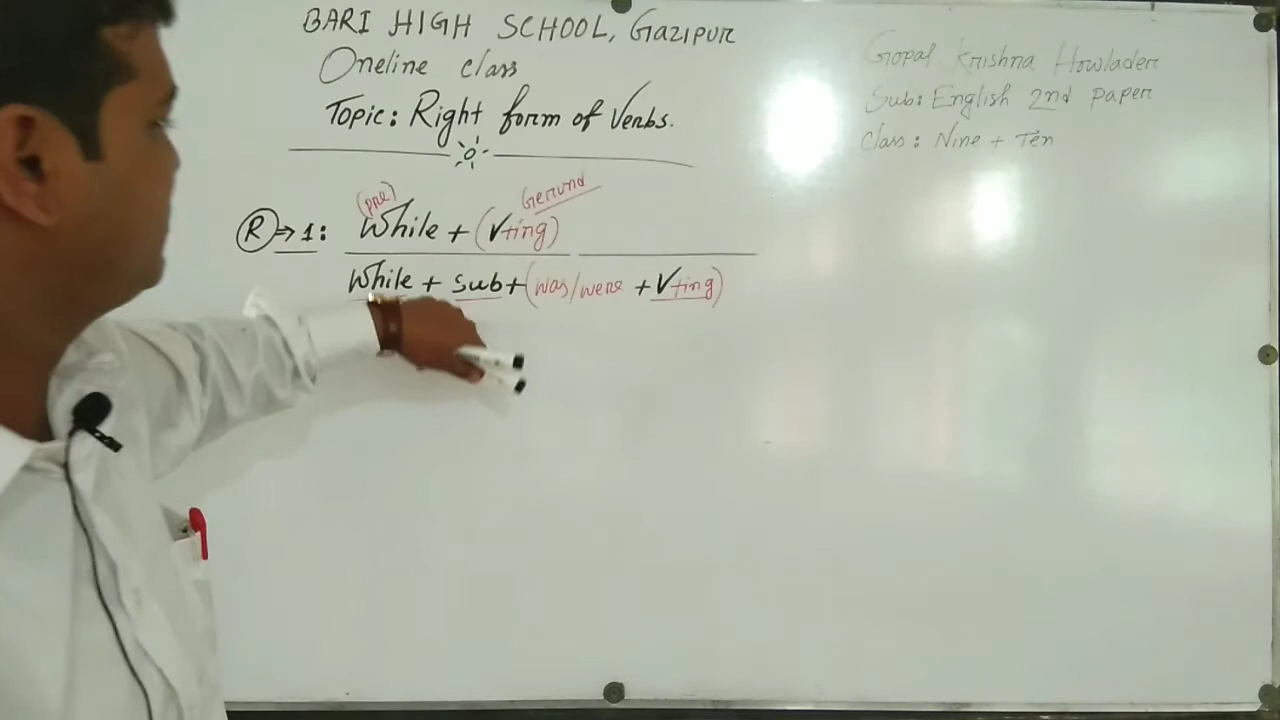 BARI HIGH SCHOOL, GAZIPUR
Oneline class
Topic: Right form of Verbs.
Gopal Krishna Howlader
Sub: English 2nd paper
Class: Nine + Ten
(pre) Gerund
R ⇒ 1: While + (V+ing)
While + Sub + (was/were + V+ing)